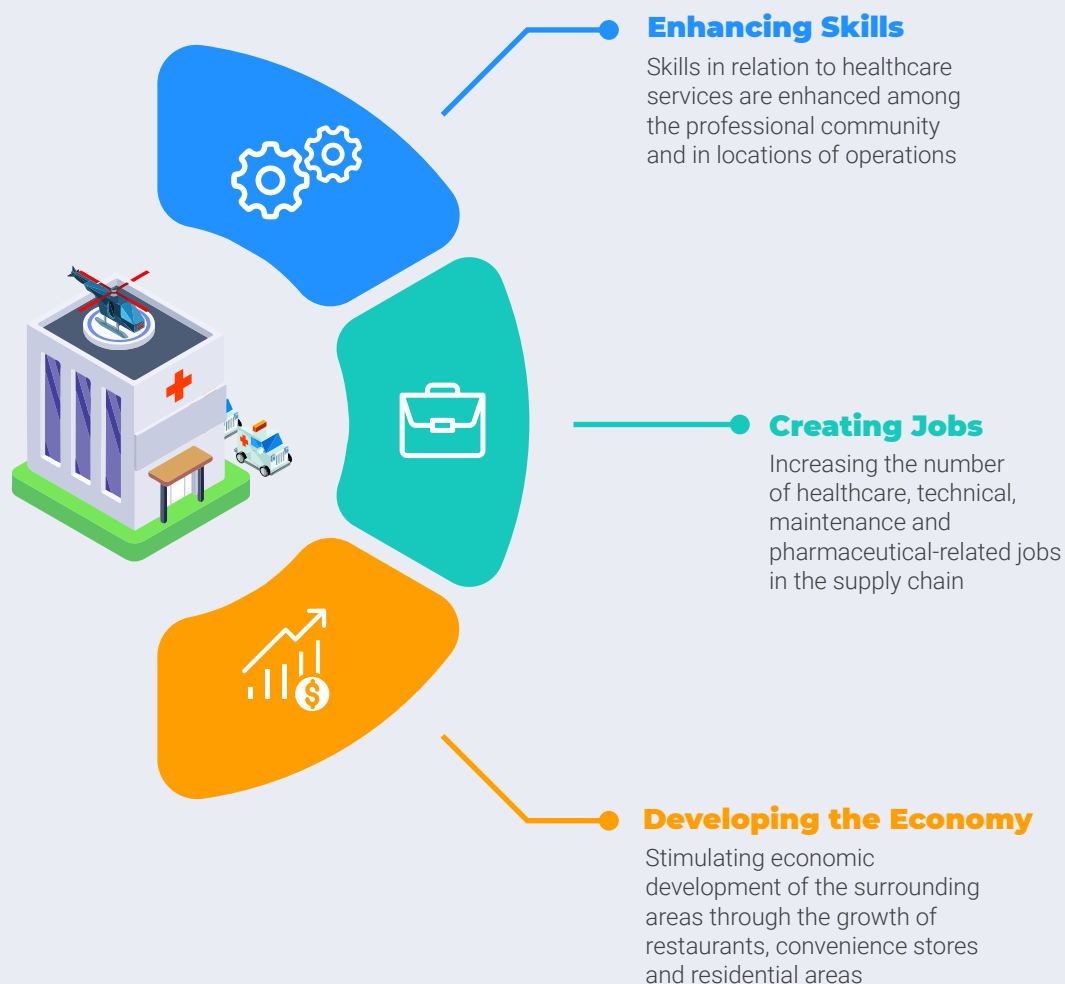 Enhancing Skills
Skills in relation to healthcare
services are enhanced among
the professional community
and in locations of operations
Creating Jobs
Increasing the number
of healthcare, technical,
maintenance and
pharmaceutical-related jobs
in the supply chain
$
Developing the Economy
Stimulating economic
development of the surrounding
areas through the growth of
restaurants, convenience stores
and residential areas